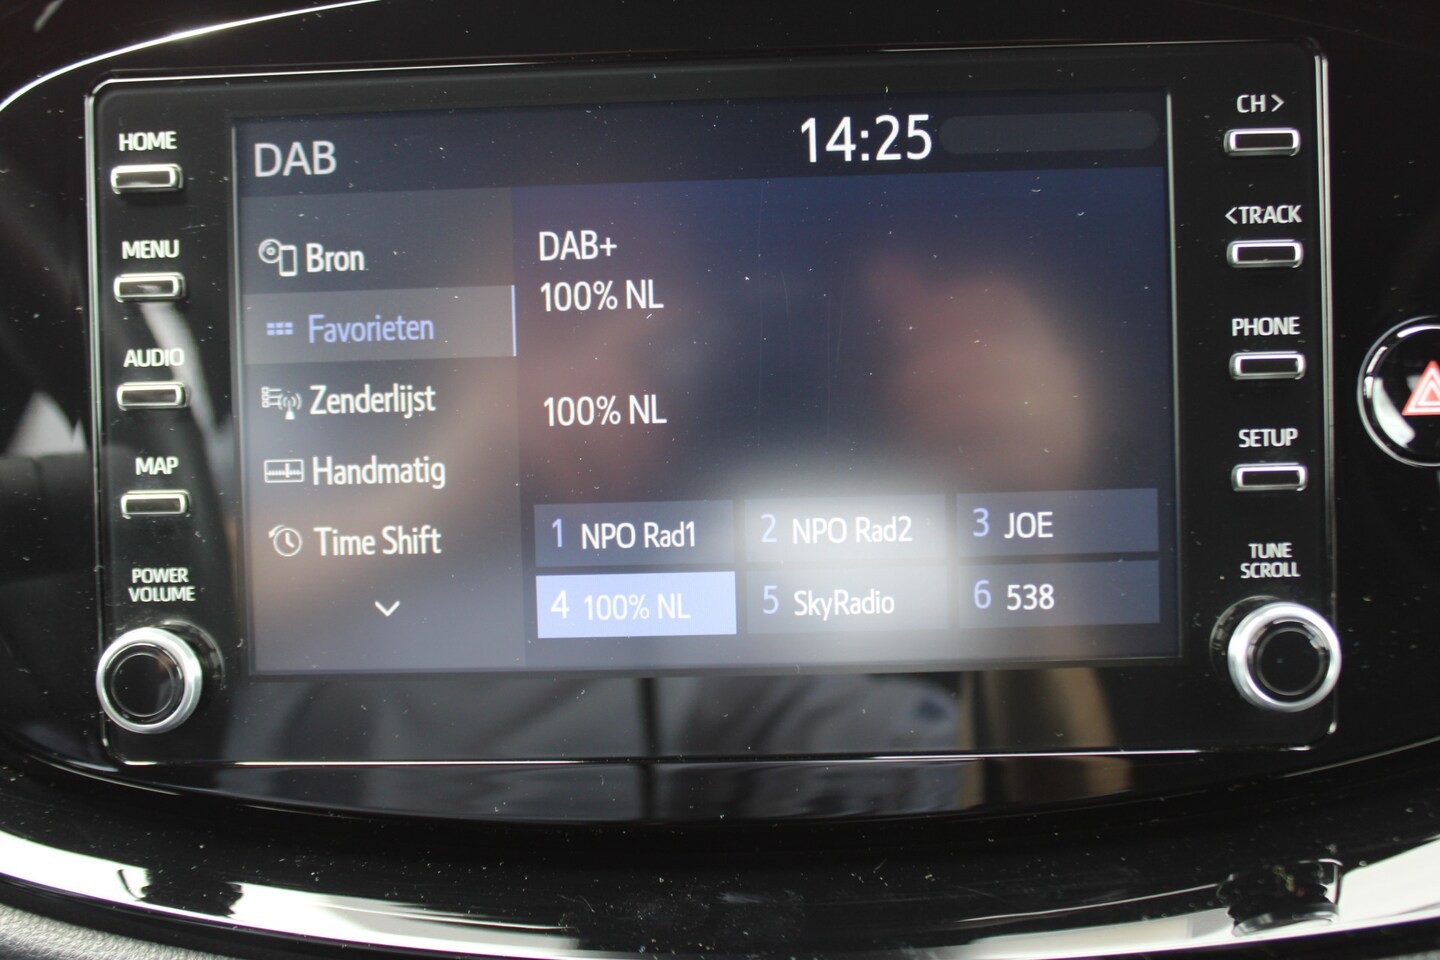 HOME
MENU
AUDIO
MAP
POWER
VOLUME
DAB
14:25
Bron
Favorieten
Zenderlijst
Handmatig
Time Shift
DAB+
100% NL
100% NL
1 NPO Rad1
2 NPO Rad2
3 JOE
4 100% NL
5 SkyRadio
6 538
CH>
<TRACK
PHONE
SETUP
TUNE
SCROLL